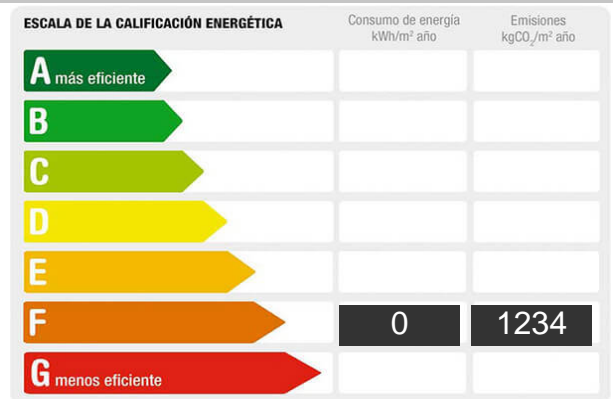 ESCALA DE LA CALIFICACIÓN ENERGÉTICA
Consumo de energía
kWh/m² año
Emisiones
kgCO₂/m² año
A más eficiente
B
C
D
E
F 0 1234
G menos eficiente